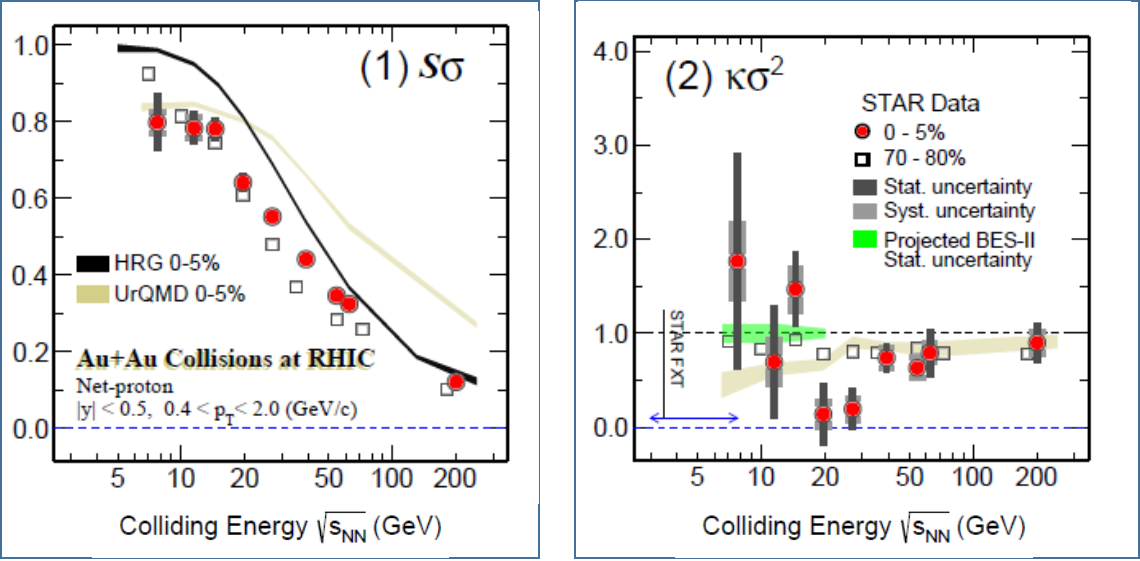 (1) Sσ
1.0
0.8
0.6
0.4
0.2
0.0
HRG 0-5%
UrQMD 0-5%
Au+Au Collisions at RHIC
Net-proton
|y| < 0.5, 0.4 < pT< 2.0 (GeV/c)
5 10 20 50 100 200
Colliding Energy √sNN (GeV)
(2) κσ²
4.0
3.0
2.0
1.0
0.0
STAR Data
0 - 5%
70 - 80%
Stat. uncertainty
Syst. uncertainty
Projected BES-II
Stat. uncertainty
STAR FXT
5 10 20 50 100 200
Colliding Energy √sNN (GeV)